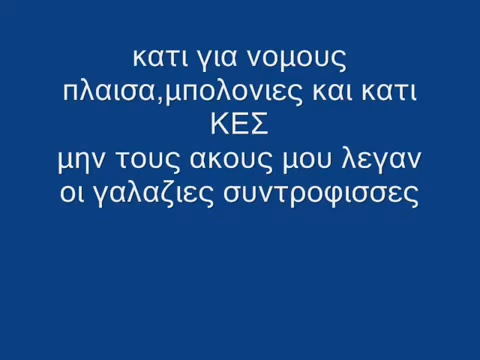 κατι για νομους
πλαισα,μπολονιες και κατι
ΚΕΣ
μην τους ακους μου λεγαν
οι γαλαζιες συντροφισσες